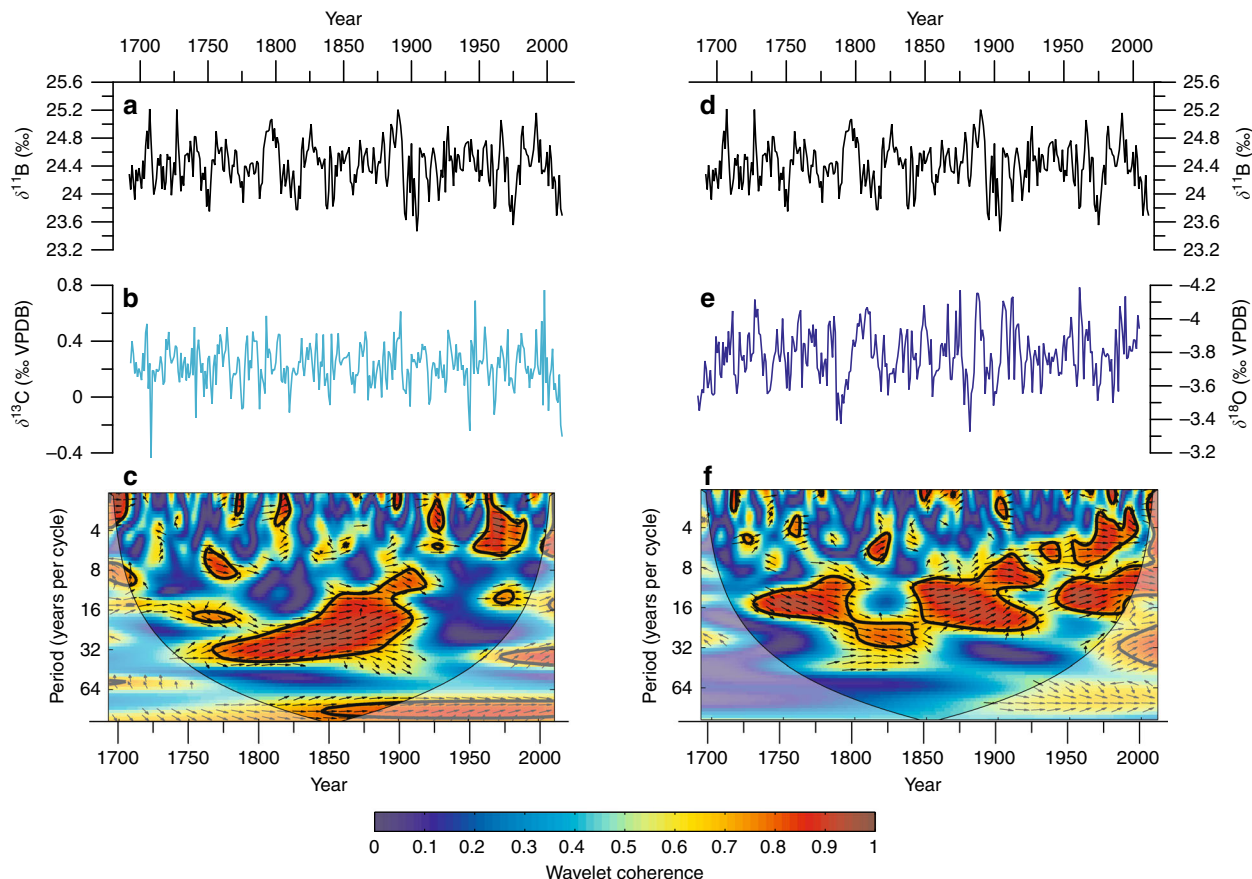 Year
1700 1750 1800 1850 1900 1950 2000
a
25.6
25.2
24.8
24.4
24
23.6
23.2
δ¹¹B (‰)
b
0.8
0.4
0
−0.4
δ¹³C (‰ VPDB)
c
4
8
16
32
64
Period (years per cycle)
1700 1750 1800 1850 1900 1950 2000
Year
Year
1700 1750 1800 1850 1900 1950 2000
d
25.6
25.2
24.8
24.4
24
23.6
23.2
δ¹¹B (‰)
e
−4.2
−4
−3.8
−3.6
−3.4
−3.2
δ¹⁸O (‰ VPDB)
f
4
8
16
32
64
Period (years per cycle)
1700 1750 1800 1850 1900 1950 2000
Year
0 0.1 0.2 0.3 0.4 0.5 0.6 0.7 0.8 0.9 1
Wavelet coherence